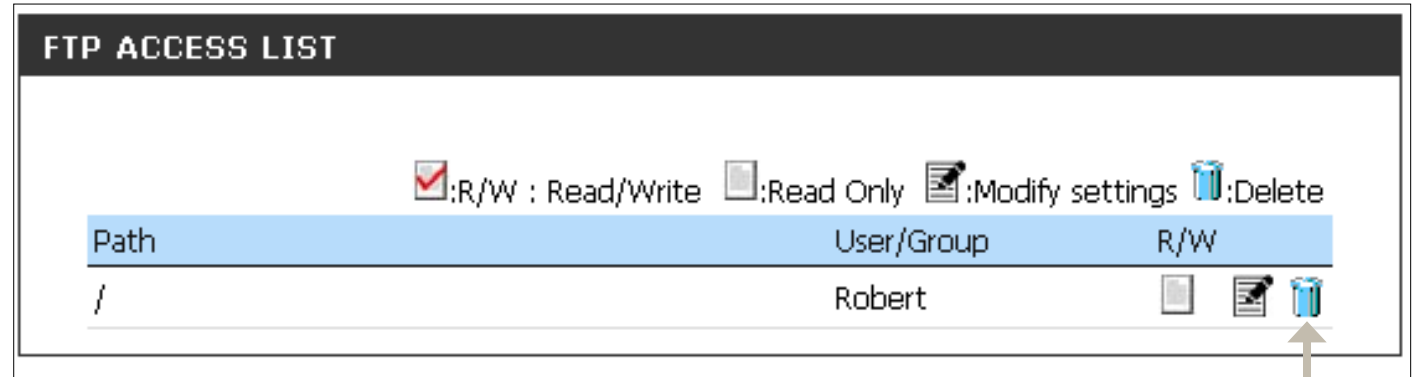 FTP ACCESS LIST
:R/W : Read/Write :Read Only :Modify settings :Delete
Path User/Group R/W
/ Robert